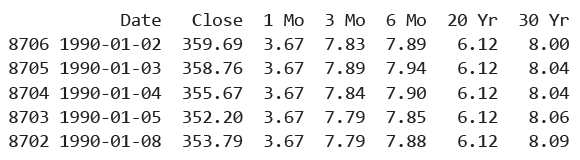 Date Close 1 Mo 3 Mo 6 Mo 20 Yr 30 Yr
8706 1990-01-02 359.69 3.67 7.83 7.89 6.12 8.00
8705 1990-01-03 358.76 3.67 7.89 7.94 6.12 8.04
8704 1990-01-04 355.67 3.67 7.84 7.90 6.12 8.04
8703 1990-01-05 352.20 3.67 7.79 7.85 6.12 8.06
8702 1990-01-08 353.79 3.67 7.79 7.88 6.12 8.09